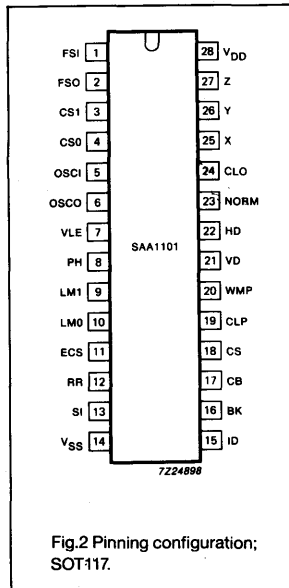 FSI 1
FSO 2
CS1 3
CS0 4
OSCI 5
OSCO 6
VLE 7
PH 8
LM1 9
LM0 10
ECS 11
RR 12
SI 13
VSS 14
SAA1101
28 VDD
27 Z
26 Y
25 X
24 CLO
23 NORM
22 HD
21 VD
20 WMP
19 CLP
18 CS
17 CB
16 BK
15 ID
7Z24898
Fig.2 Pinning configuration;
SOT117.